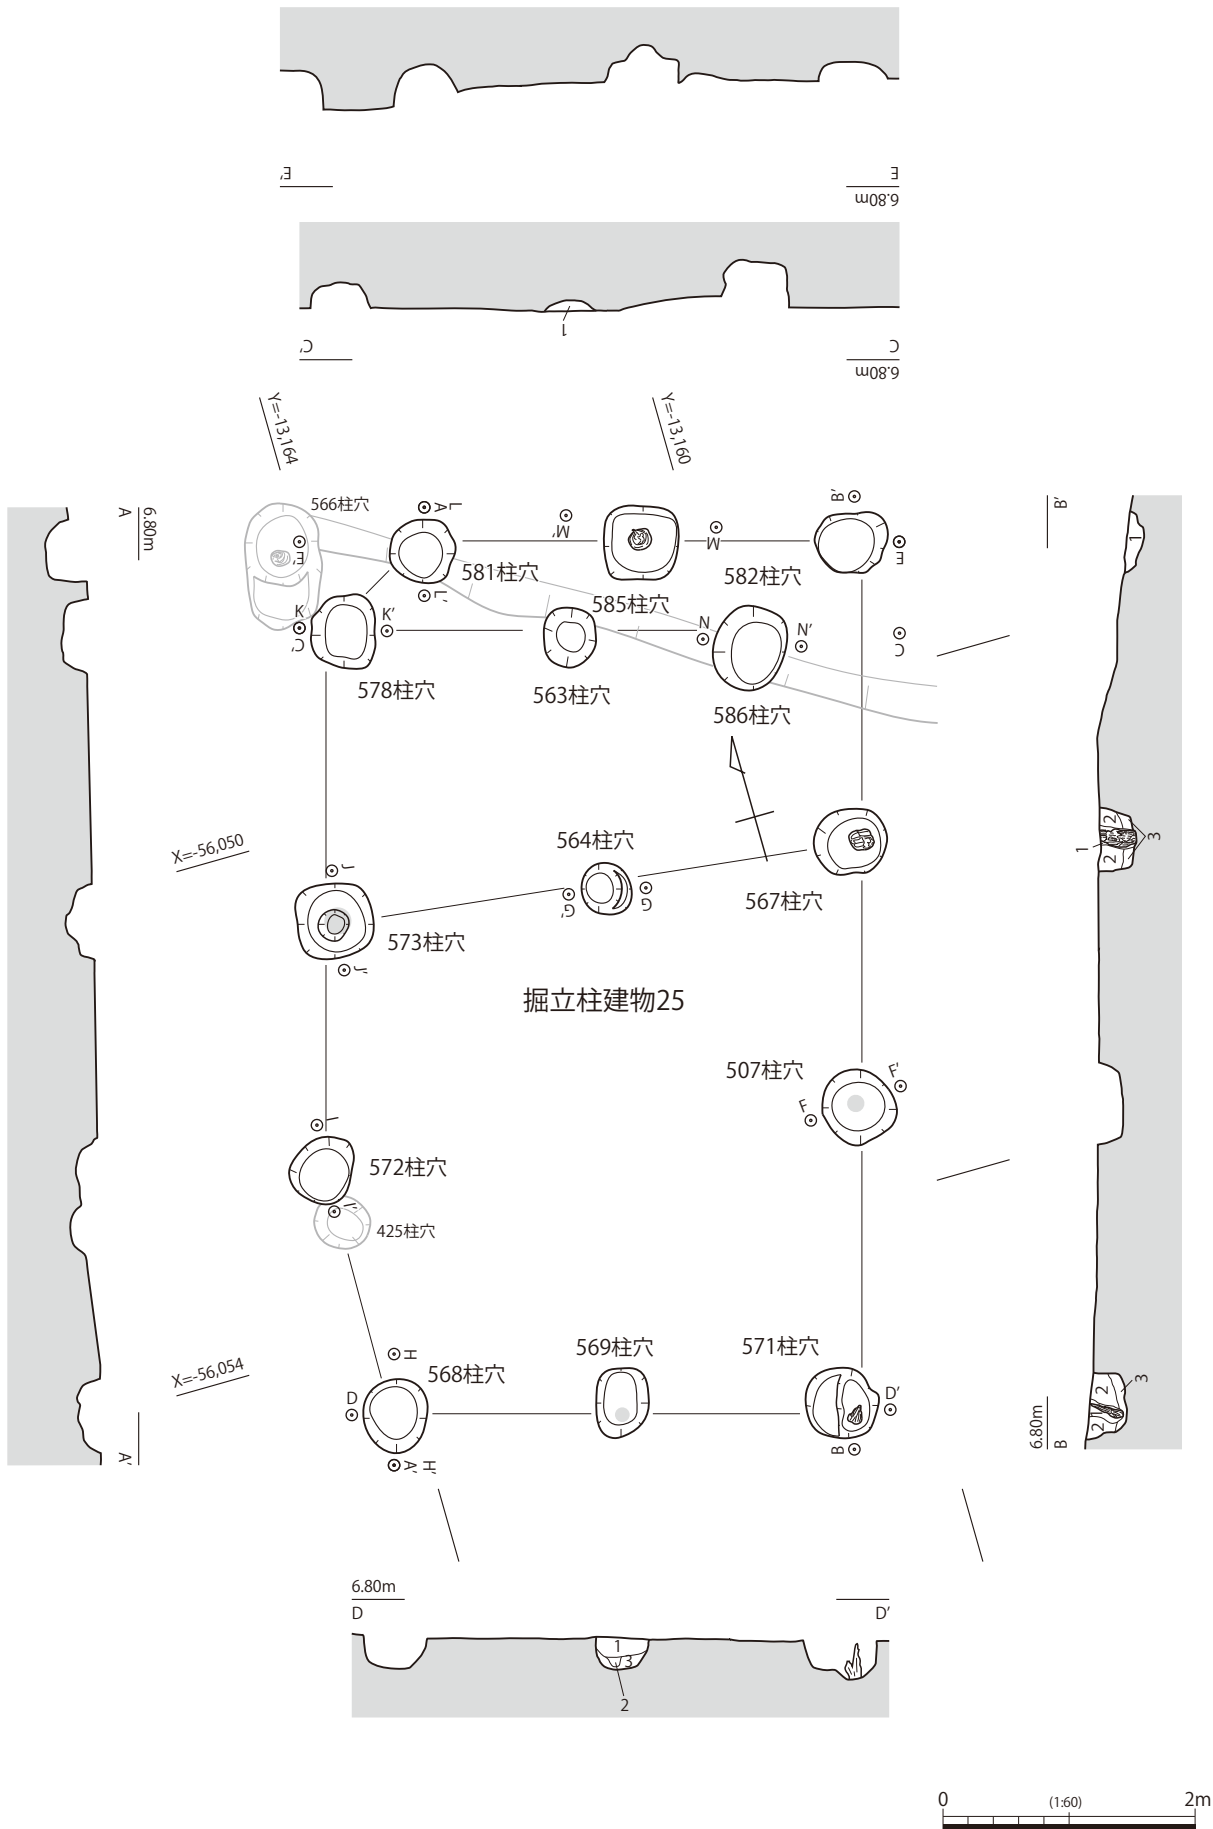 E'
E
6.80m
1
C'
C
6.80m
Y=-13,164
Y=-13,160
A
6.80m
566柱穴
L
A
M'
M
B'
B'
E'
E
581柱穴
582柱穴
1
L'
585柱穴
K
K'
C'
N
N'
C
578柱穴
563柱穴
586柱穴
X=-56,050
J
564柱穴
G'
G
567柱穴
2
1
3
2
573柱穴
J'
掘立柱建物25
507柱穴
F'
F
I
572柱穴
I'
425柱穴
X=-56,054
H
568柱穴
569柱穴
571柱穴
D
D'
2
3
2
A'
A'
H'
B
6.80m
B
6.80m
D
D'
1
3
2
0
(1:60)
2m